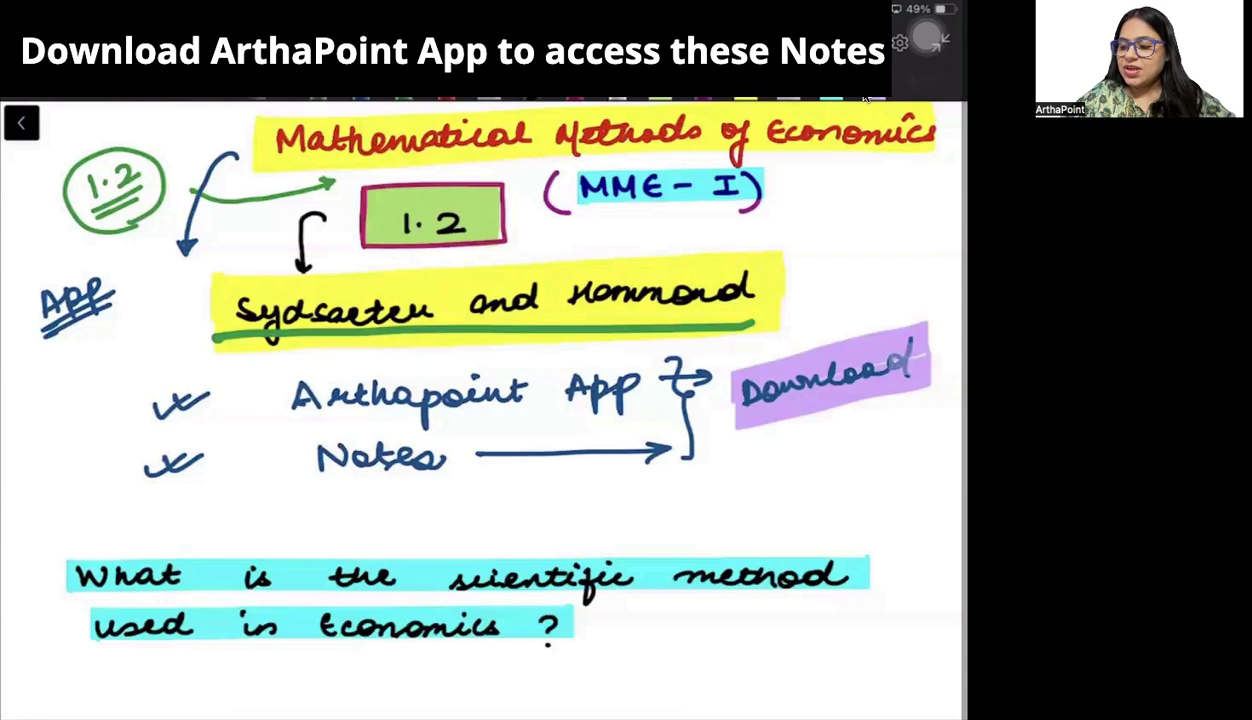 49%
Download ArthaPoint App to access these Notes
ArthaPoint
Mathematical Methods of Economics
1.2
(MME - I)
1.2
App
Sydsaeter and Hammond
Arthapoint App
Download
Notes
What is the scientific method
used in Economics ?